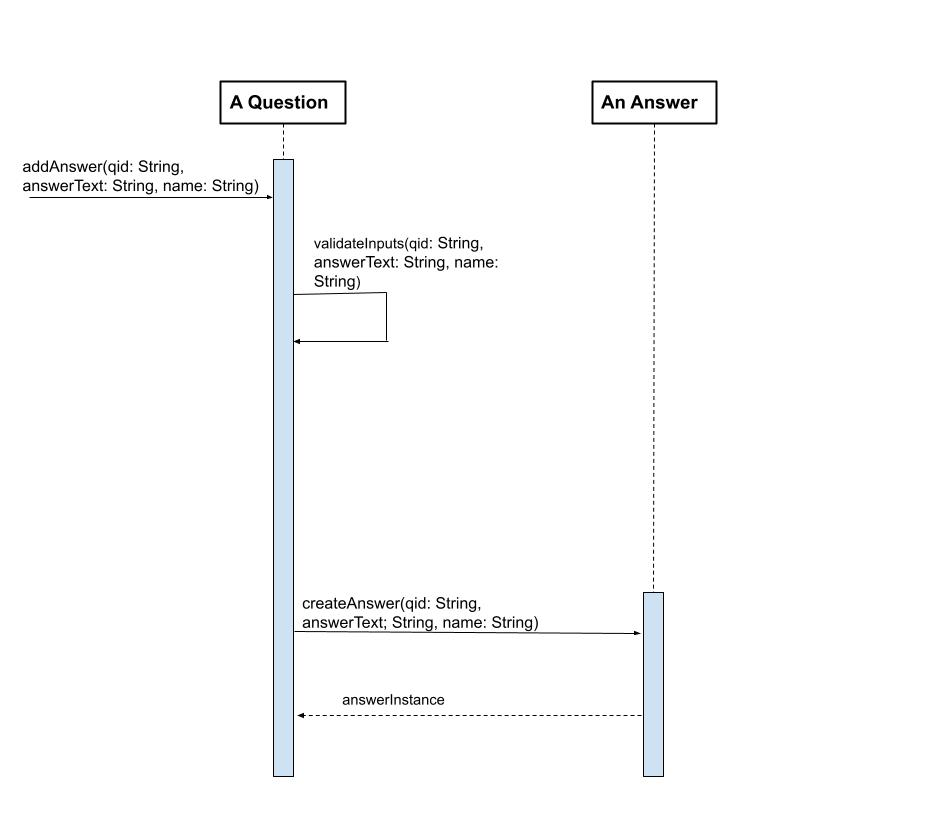 A Question
An Answer
addAnswer(qid: String,
answerText: String, name: String)
validateInputs(qid: String,
answerText: String, name:
String)
createAnswer(qid: String,
answerText; String, name: String)
answerInstance